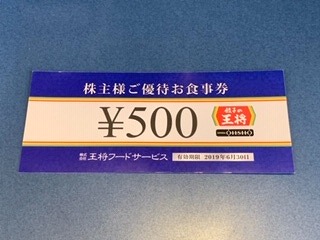 株主様ご優待お食事券
¥500
餃子の
王将
OHSHO
株式会社 王将フードサービス
有効期限 2019年6月30日